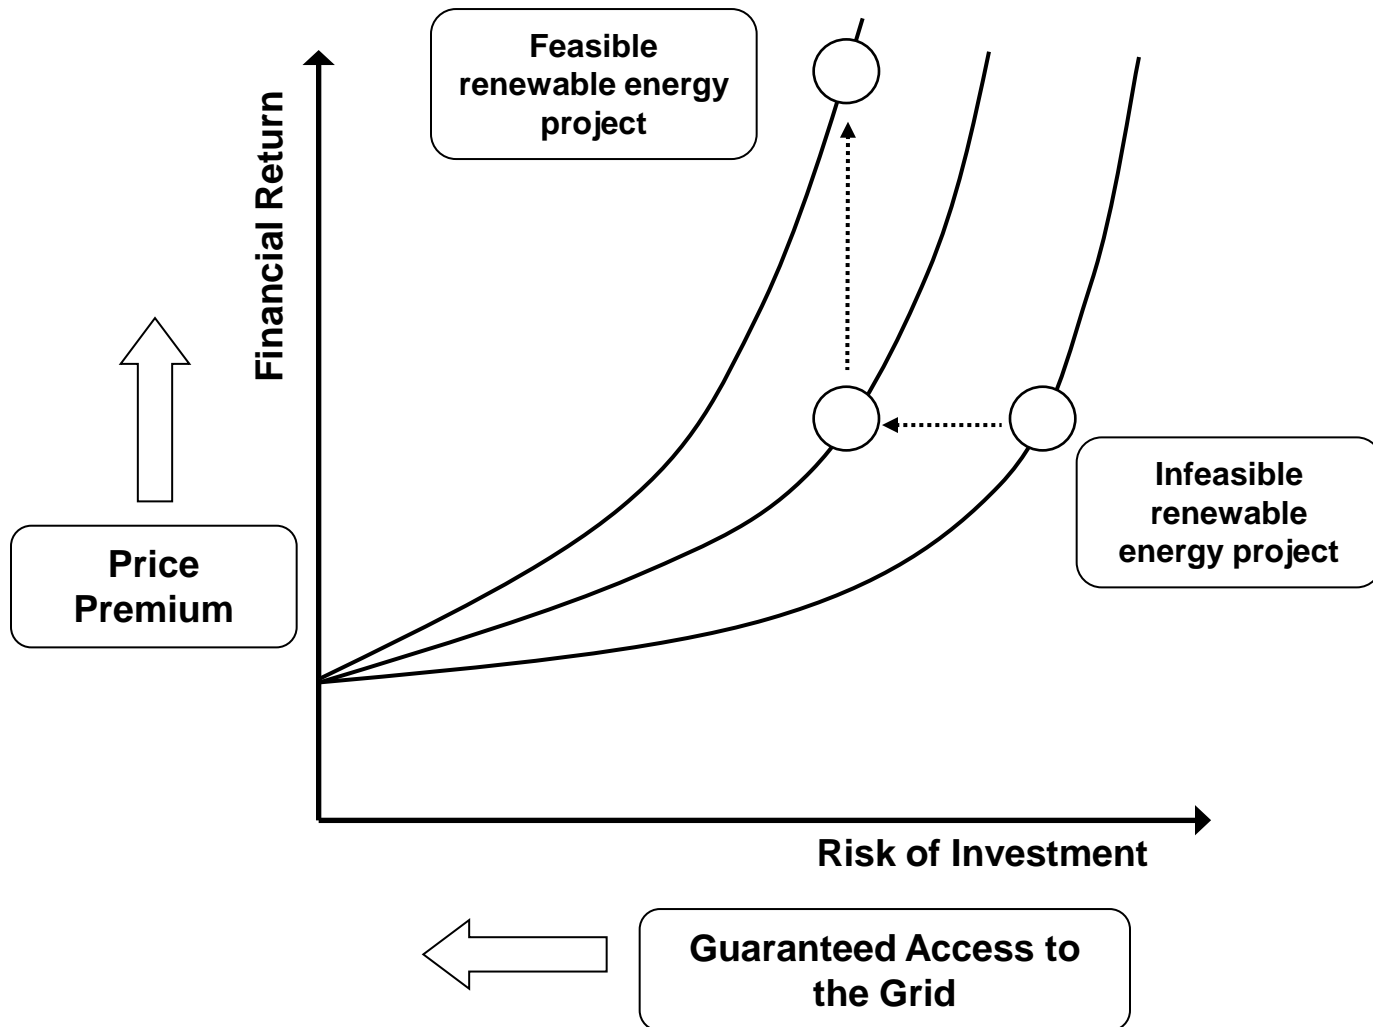 Feasible
renewable energy
project
Financial Return
Infeasible
renewable
energy project
Price
Premium
Risk of Investment
Guaranteed Access to
the Grid